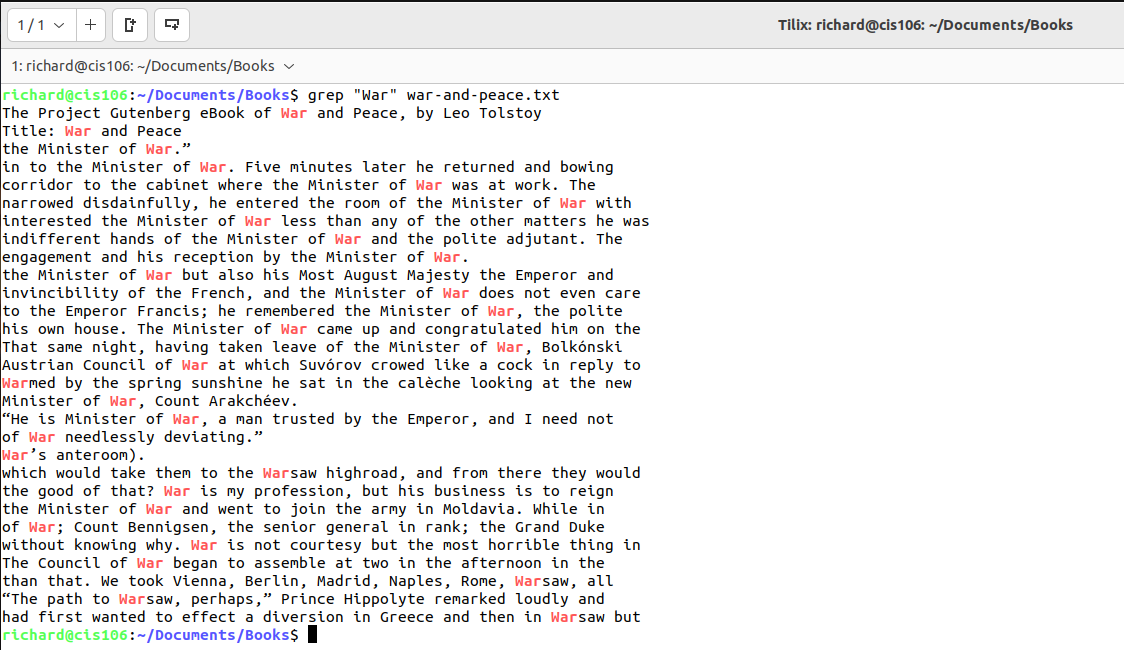 1 / 1
Tilix: richard@cis106: ~/Documents/Books
1: richard@cis106: ~/Documents/Books
richard@cis106:~/Documents/Books$ grep "War" war-and-peace.txt
The Project Gutenberg eBook of War and Peace, by Leo Tolstoy
Title: War and Peace
the Minister of War.”
in to the Minister of War. Five minutes later he returned and bowing
corridor to the cabinet where the Minister of War was at work. The
narrowed disdainfully, he entered the room of the Minister of War with
interested the Minister of War less than any of the other matters he was
indifferent hands of the Minister of War and the polite adjutant. The
engagement and his reception by the Minister of War.
the Minister of War but also his Most August Majesty the Emperor and
invincibility of the French, and the Minister of War does not even care
to the Emperor Francis; he remembered the Minister of War, the polite
his own house. The Minister of War came up and congratulated him on the
That same night, having taken leave of the Minister of War, Bolkónski
Austrian Council of War at which Suvórov crowed like a cock in reply to
Warmed by the spring sunshine he sat in the calèche looking at the new
Minister of War, Count Arakchéev.
“He is Minister of War, a man trusted by the Emperor, and I need not
of War needlessly deviating.”
War’s anteroom).
which would take them to the Warsaw highroad, and from there they would
the good of that? War is my profession, but his business is to reign
the Minister of War and went to join the army in Moldavia. While in
of War; Count Bennigsen, the senior general in rank; the Grand Duke
without knowing why. War is not courtesy but the most horrible thing in
The Council of War began to assemble at two in the afternoon in the
than that. We took Vienna, Berlin, Madrid, Naples, Rome, Warsaw, all
“The path to Warsaw, perhaps,” Prince Hippolyte remarked loudly and
had first wanted to effect a diversion in Greece and then in Warsaw but
richard@cis106:~/Documents/Books$